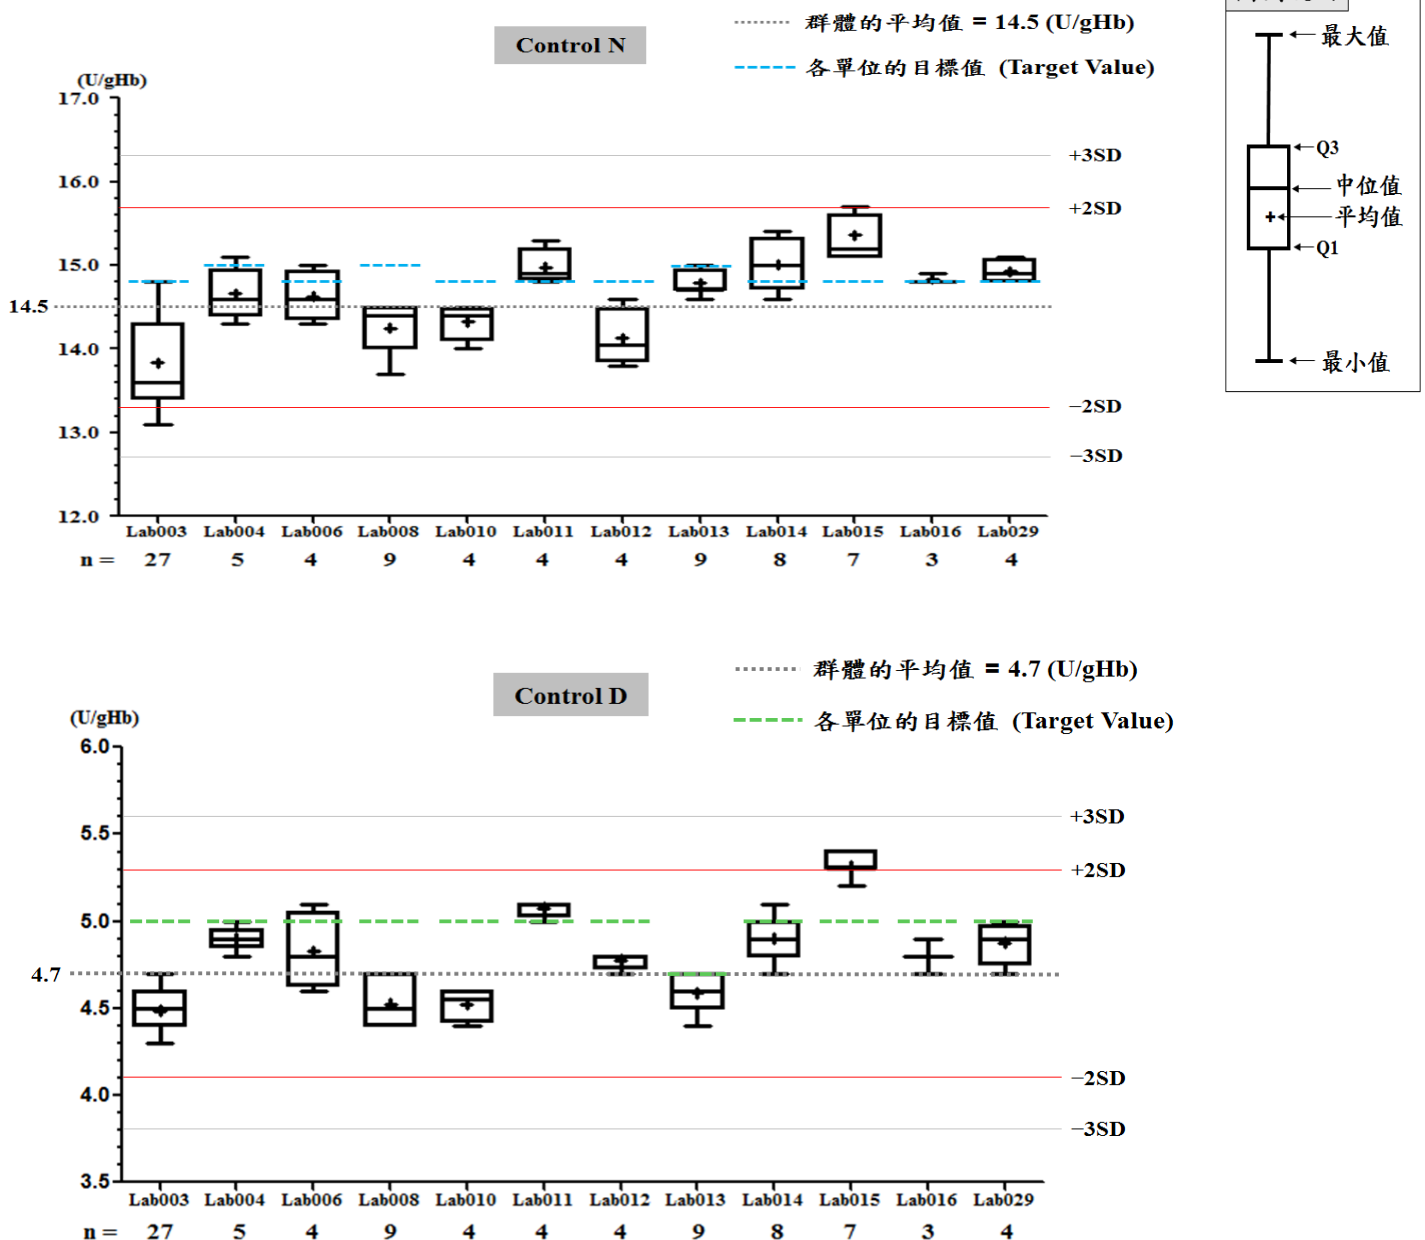 Control N
群體的平均值 = 14.5 (U/gHb)
各單位的目標值 (Target Value)
(U/gHb)
17.0
16.0
15.0
14.5
14.0
13.0
12.0
+3SD
+2SD
−2SD
−3SD
Lab003 Lab004 Lab006 Lab008 Lab010 Lab011 Lab012 Lab013 Lab014 Lab015 Lab016 Lab029
n = 27 5 4 9 4 4 4 9 8 7 3 4
最大值
Q3
中位值
平均值
Q1
最小值
Control D
群體的平均值 = 4.7 (U/gHb)
各單位的目標值 (Target Value)
(U/gHb)
6.0
5.5
5.0
4.7
4.5
4.0
3.5
+3SD
+2SD
−2SD
−3SD
Lab003 Lab004 Lab006 Lab008 Lab010 Lab011 Lab012 Lab013 Lab014 Lab015 Lab016 Lab029
n = 27 5 4 9 4 4 4 9 8 7 3 4